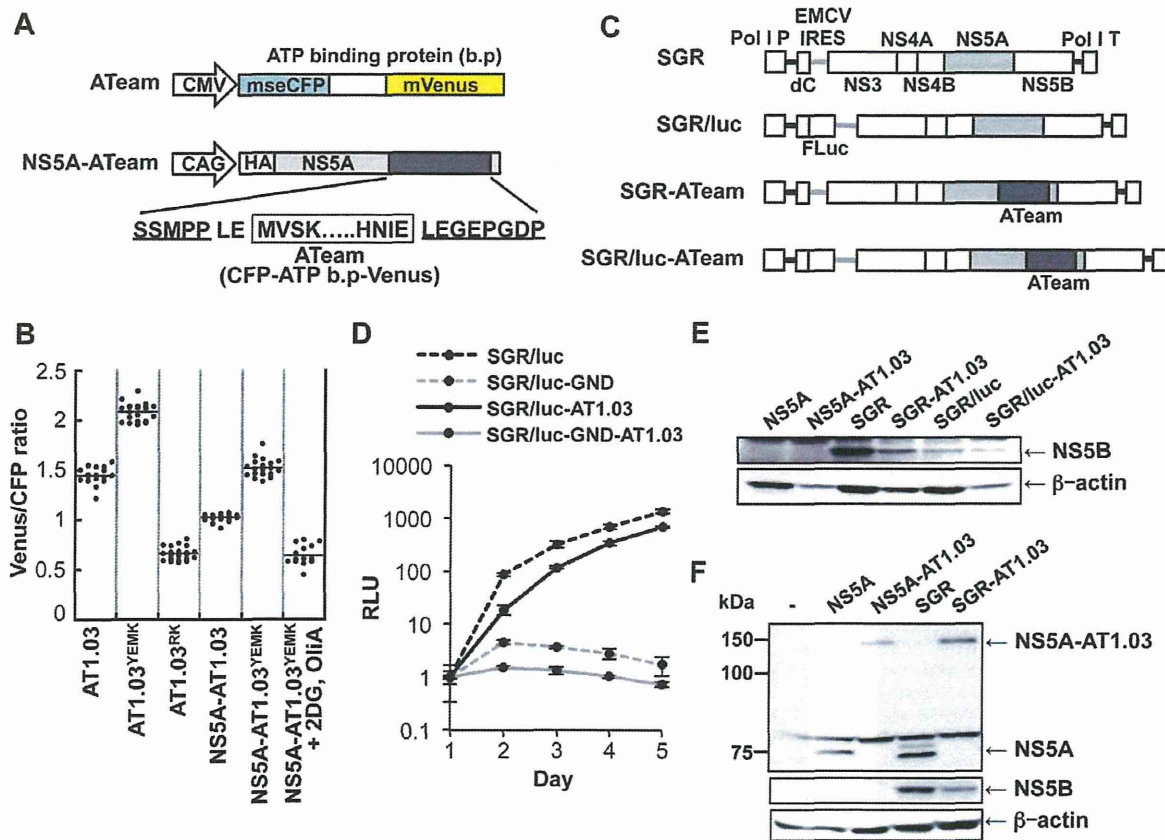 A
ATP binding protein (b.p)
ATeam
CMV
mseCFP
mVenus
NS5A-ATeam
CAG
HA
NS5A
SSMPP LE MVSK.....HNIE LEGEPGDP
ATeam
(CFP-ATP b.p-Venus)
C
EMCV
Pol I P IRES NS4A NS5A Pol I T
SGR
dC NS3 NS4B NS5B
SGR/luc
FLuc
SGR-ATeam
ATeam
SGR/luc-ATeam
ATeam
B
Venus/CFP ratio
2.5
2
1.5
1
0.5
0
AT1.03
AT1.03YEMK
AT1.03RK
NS5A-AT1.03
NS5A-AT1.03YEMK
NS5A-AT1.03YEMK
+ 2DG, OliA
D
SGR/luc
SGR/luc-GND
SGR/luc-AT1.03
SGR/luc-GND-AT1.03
RLU
10000
1000
100
10
1
0.1
1 2 3 4 5
Day
E
NS5A
NS5A-AT1.03
SGR
SGR-AT1.03
SGR/luc
SGR/luc-AT1.03
← NS5B
← β-actin
F
kDa
-
NS5A
NS5A-AT1.03
SGR
SGR-AT1.03
150
100
75
← NS5A-AT1.03
← NS5A
← NS5B
← β-actin